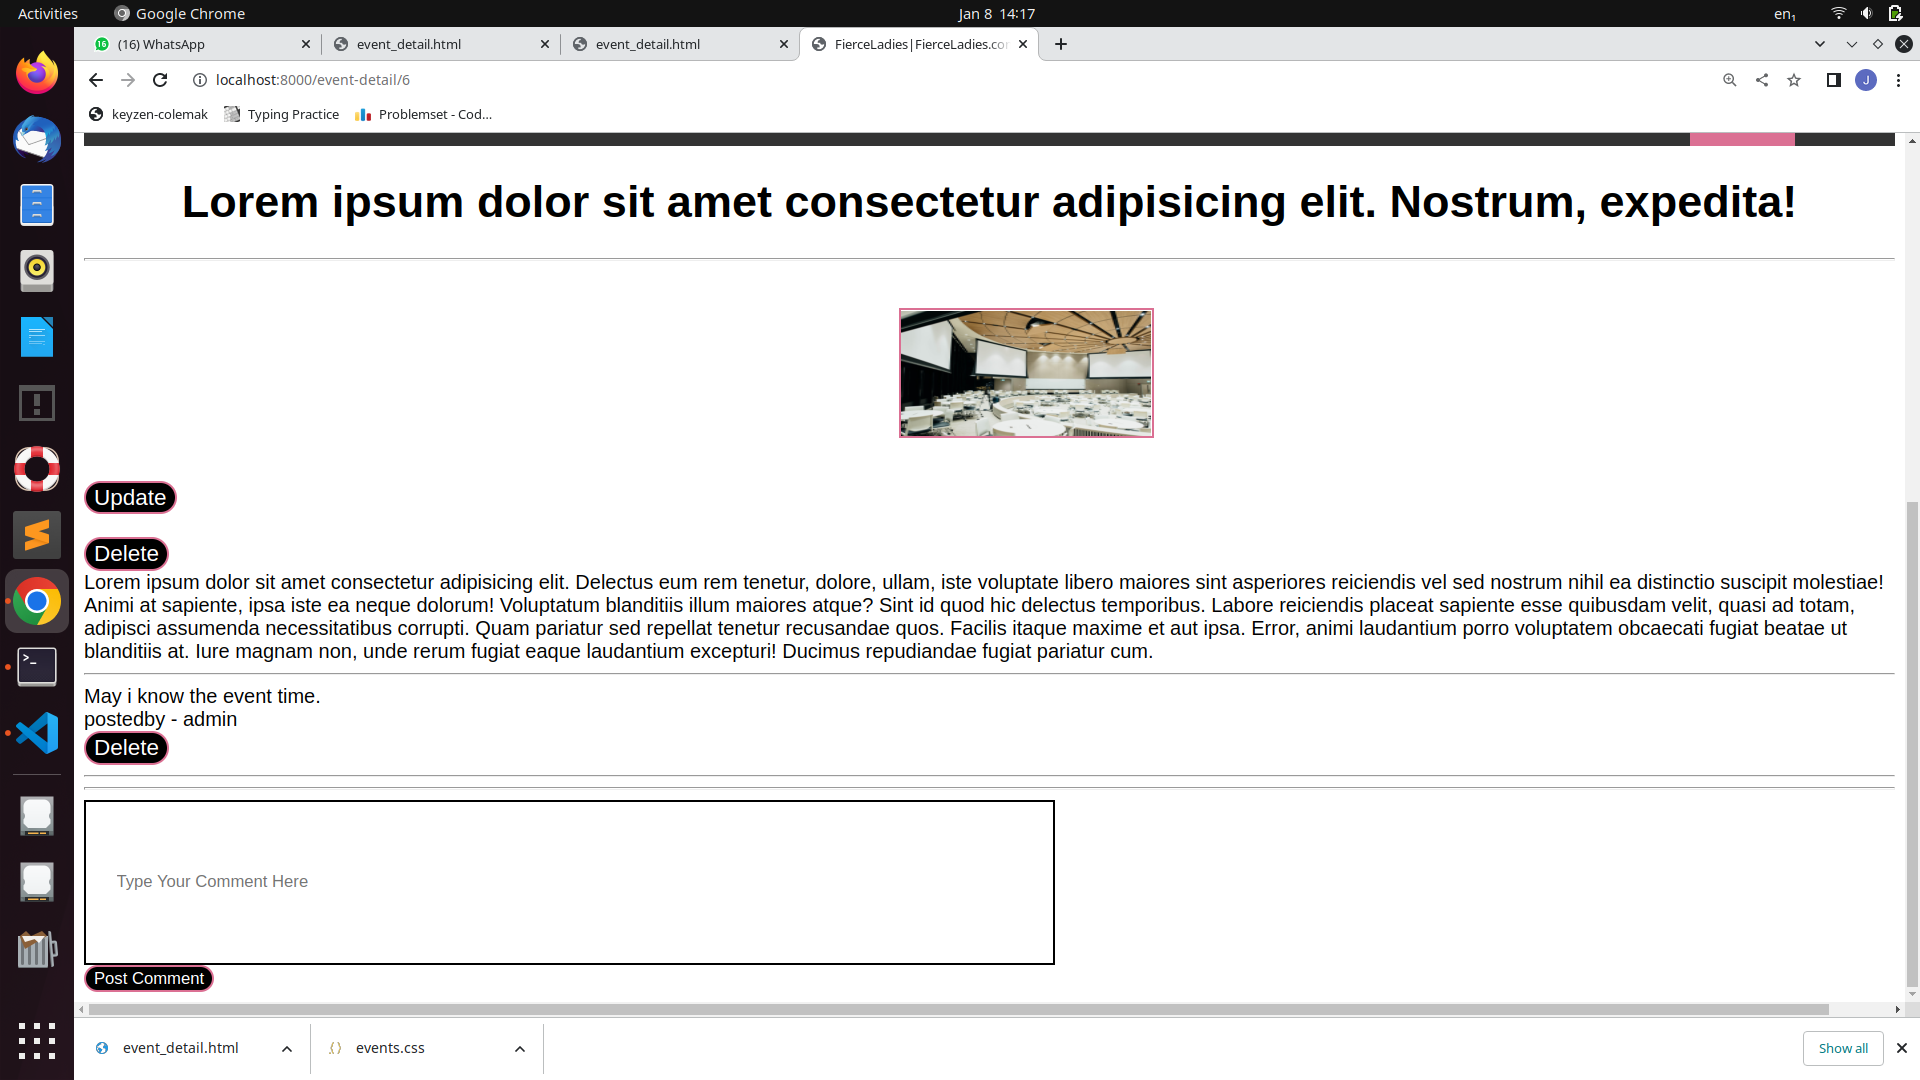 Activities
Google Chrome
Jan 8 14:17
en₁
16
(16) WhatsApp
event_detail.html
event_detail.html
FierceLadies|FierceLadies.co
localhost:8000/event-detail/6
J
keyzen-colemak
Typing Practice
Problemset - Cod...
Lorem ipsum dolor sit amet consectetur adipisicing elit. Nostrum, expedita!
Update
Delete
Lorem ipsum dolor sit amet consectetur adipisicing elit. Delectus eum rem tenetur, dolore, ullam, iste voluptate libero maiores sint asperiores reiciendis vel sed nostrum nihil ea distinctio suscipit molestiae!
Animi at sapiente, ipsa iste ea neque dolorum! Voluptatum blanditiis illum maiores atque? Sint id quod hic delectus temporibus. Labore reiciendis placeat sapiente esse quibusdam velit, quasi ad totam,
adipisci assumenda necessitatibus corrupti. Quam pariatur sed repellat tenetur recusandae quos. Facilis itaque maxime et aut ipsa. Error, animi laudantium porro voluptatem obcaecati fugiat beatae ut
blanditiis at. Iure magnam non, unde rerum fugiat eaque laudantium excepturi! Ducimus repudiandae fugiat pariatur cum.
May i know the event time.
postedby - admin
Delete
Type Your Comment Here
Post Comment
event_detail.html
events.css
Show all